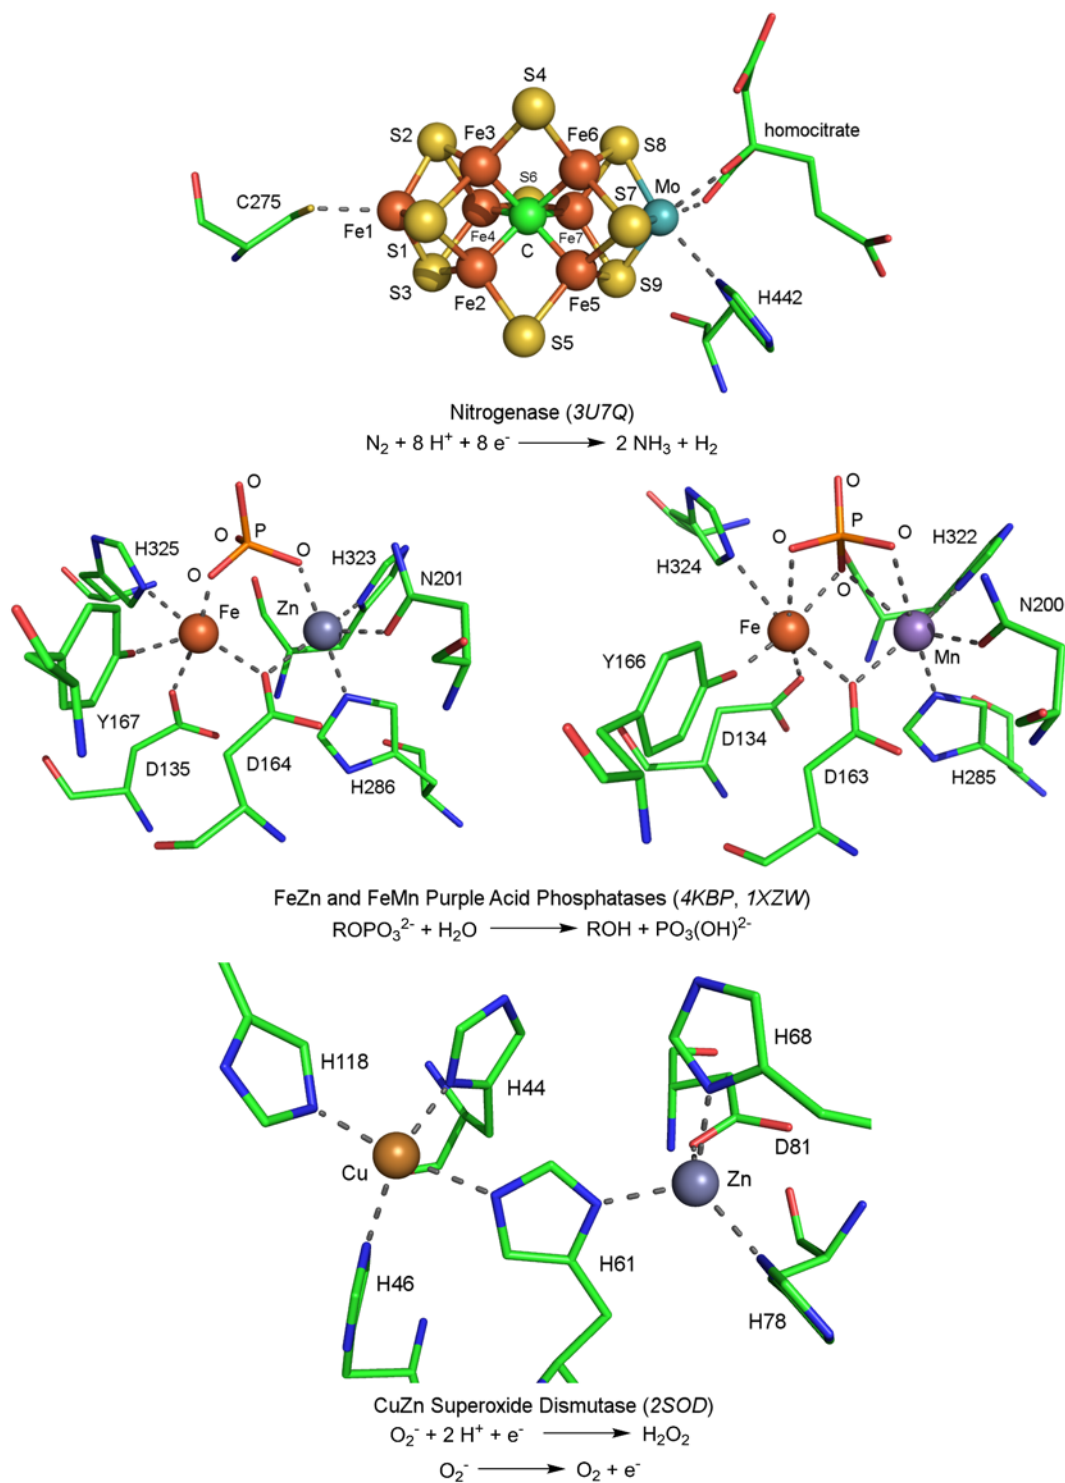 S4
S2
Fe3
Fe6
S8
homocitrate
C275
S6
S7
Mo
Fe1
Fe4
Fe7
S1
C
S3
Fe2
Fe5
S9
H442
S5
Nitrogenase (3U7Q)
N₂ + 8 H⁺ + 8 e⁻ ⟶ 2 NH₃ + H₂
O
O
P
O
O
H325
H323
N201
Fe
Zn
Y167
D135
D164
H286
O
P
O
O
O
H324
H322
N200
Fe
Mn
Y166
D134
D163
H285
FeZn and FeMn Purple Acid Phosphatases (4KBP, 1XZW)
ROPO₃²⁻ + H₂O ⟶ ROH + PO₃(OH)²⁻
H118
H44
H68
Cu
D81
Zn
H61
H46
H78
CuZn Superoxide Dismutase (2SOD)
O₂⁻ + 2 H⁺ + e⁻ ⟶ H₂O₂
O₂⁻ ⟶ O₂ + e⁻